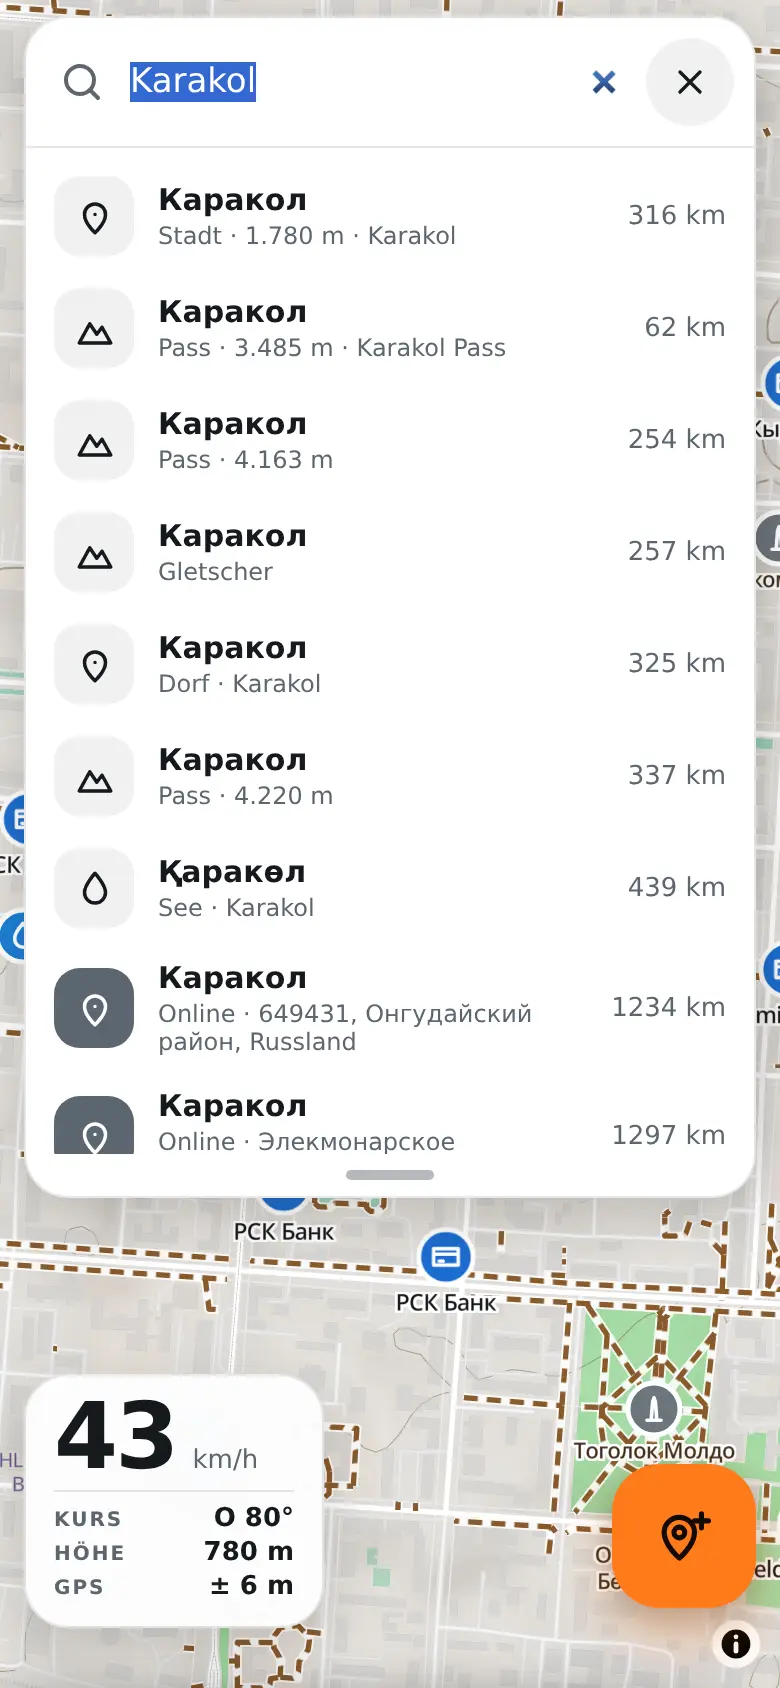 Karakol
Каракол
Stadt · 1.780 m · Karakol
316 km
Каракол
Pass · 3.485 m · Karakol Pass
62 km
Каракол
Pass · 4.163 m
254 km
Каракол
Gletscher
257 km
Каракол
Dorf · Karakol
325 km
Каракол
Pass · 4.220 m
337 km
Қаракөл
See · Karakol
439 km
Каракол
Online · 649431, Онгудайский
район, Russland
1234 km
Каракол
Online · Элекмонарское
1297 km
РСК Банк
РСК Банк
Тоголок Молдо
43 km/h
KURS O 80°
HÖHE 780 m
GPS ± 6 m